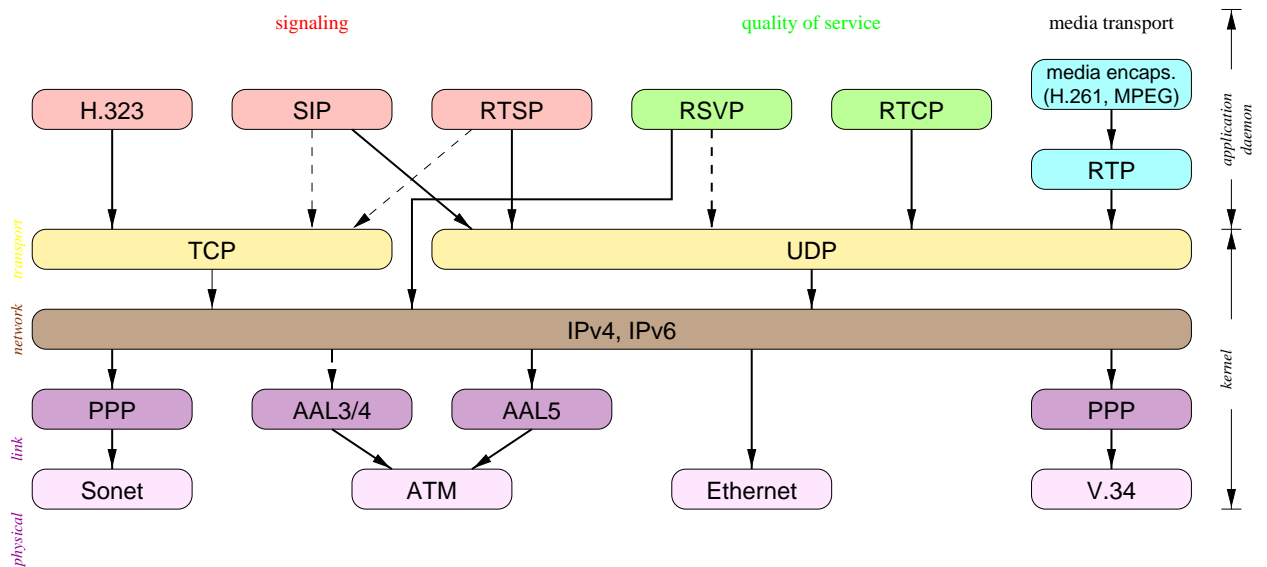 signaling
quality of service
media transport
media encaps.
(H.261, MPEG)
H.323
SIP
RTSP
RSVP
RTCP
application
daemon
RTP
transport
TCP
UDP
network
IPv4, IPv6
kernel
PPP
AAL3/4
AAL5
PPP
link
Sonet
ATM
Ethernet
V.34
physical